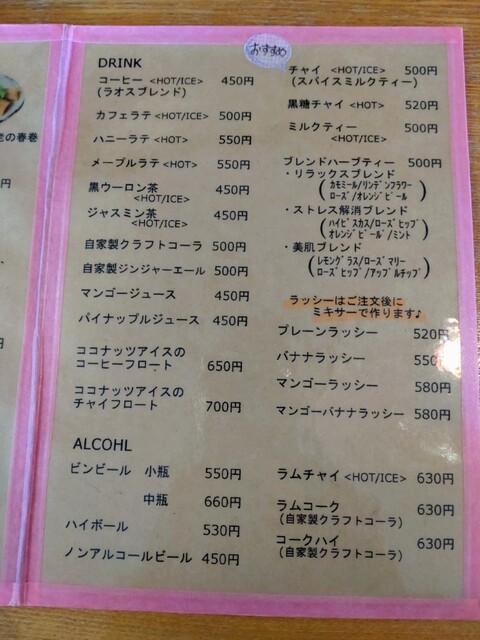 老の春巻
円
円
DRINK
コーヒー <HOT/ICE> 450円
(ラオスブレンド)
カフェラテ <HOT/ICE> 500円
ハニーラテ <HOT> 550円
メープルラテ <HOT> 550円
黒ウーロン茶 450円
<HOT/ICE>
ジャスミン茶 450円
<HOT/ICE>
自家製クラフトコーラ 500円
自家製ジンジャーエール 500円
マンゴージュース 450円
パイナップルジュース 450円
ココナッツアイスの
コーヒーフロート 650円
ココナッツアイスの
チャイフロート 700円
ALCOHL
ビンビール 小瓶 550円
中瓶 660円
ハイボール 530円
ノンアルコールビール 450円
おすすめ
チャイ <HOT/ICE> 500円
(スパイスミルクティー)
黒糖チャイ <HOT> 520円
ミルクティー 500円
<HOT/ICE>
ブレンドハーブティー 500円
・リラックスブレンド
(カモミール/リンデンフラワー
ローズ/オレンジピール)
・ストレス解消ブレンド
(ハイビスカス/ローズヒップ
オレンジピール/ミント)
・美肌ブレンド
(レモングラス/ローズマリー
ローズヒップ/アップルチップ)
ラッシーはご注文後に
ミキサーで作ります♪
プレーンラッシー 520円
バナナラッシー 550
マンゴーラッシー 580円
マンゴーバナナラッシー 580円
ラムチャイ <HOT/ICE> 630円
ラムコーク 630円
(自家製クラフトコーラ)
コークハイ 630円
(自家製クラフトコーラ)